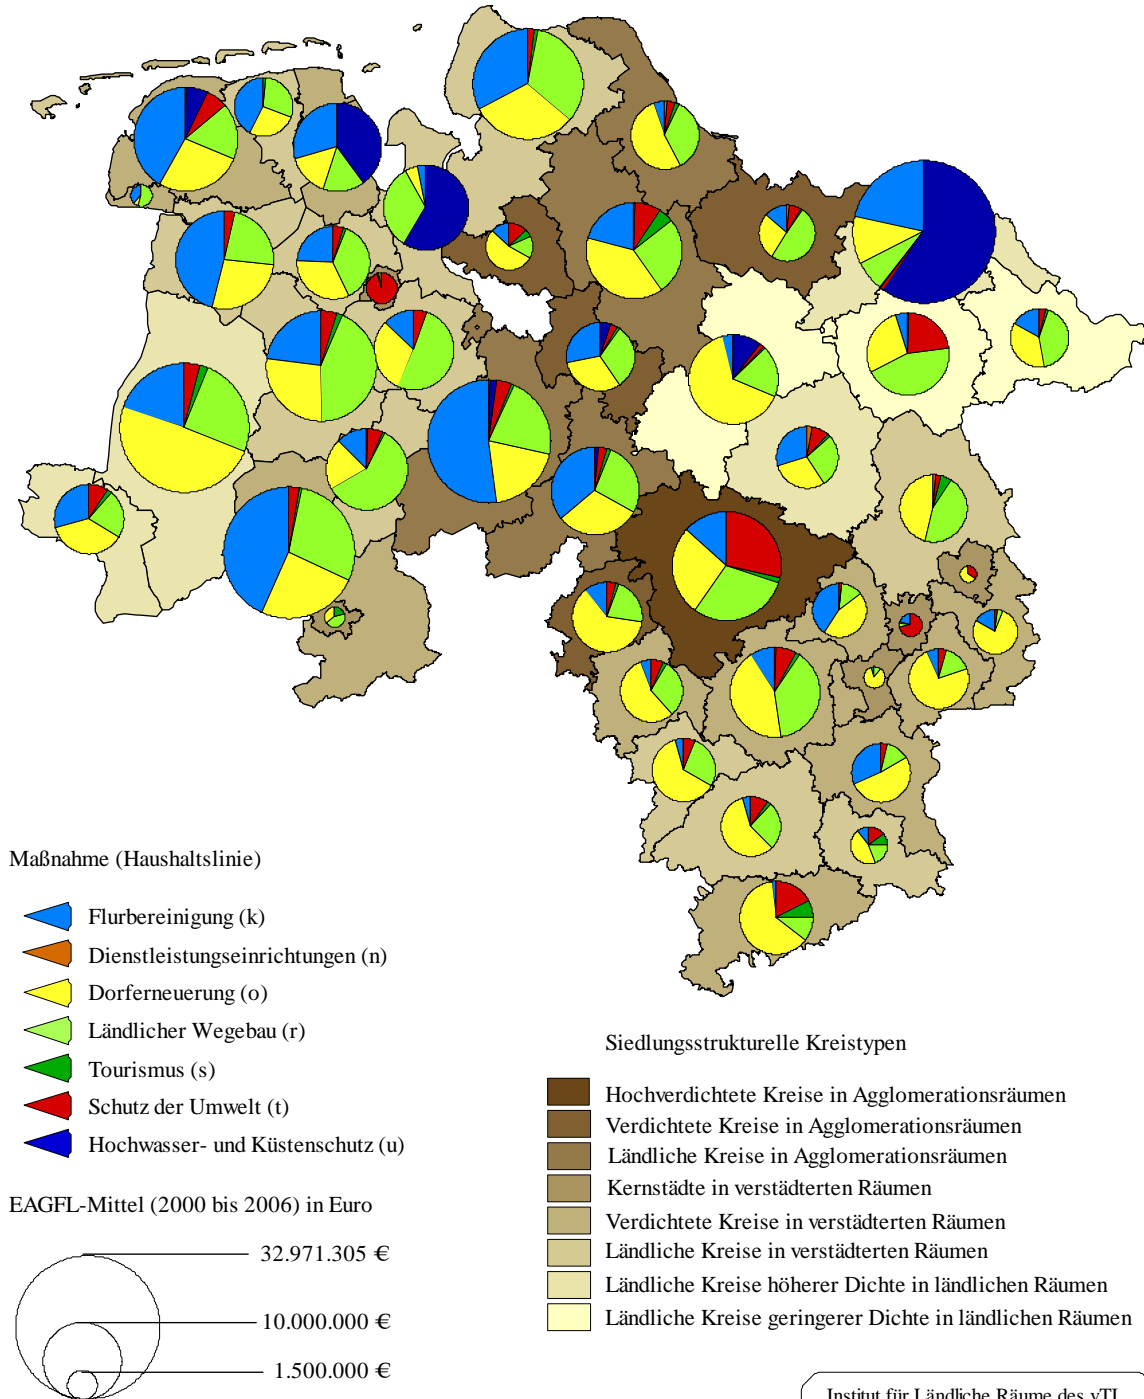 Maßnahme (Haushaltslinie)
Flurbereinigung (k)
Dienstleistungseinrichtungen (n)
Dorferneuerung (o)
Ländlicher Wegebau (r)
Tourismus (s)
Schutz der Umwelt (t)
Hochwasser- und Küstenschutz (u)
EAGFL-Mittel (2000 bis 2006) in Euro
32.971.305 €
10.000.000 €
1.500.000 €
Siedlungsstrukturelle Kreistypen
Hochverdichtete Kreise in Agglomerationsräumen
Verdichtete Kreise in Agglomerationsräumen
Ländliche Kreise in Agglomerationsräumen
Kernstädte in verstädterten Räumen
Verdichtete Kreise in verstädterten Räumen
Ländliche Kreise in verstädterten Räumen
Ländliche Kreise höherer Dichte in ländlichen Räumen
Ländliche Kreise geringerer Dichte in ländlichen Räumen
Institut für Ländliche Räume des vTI